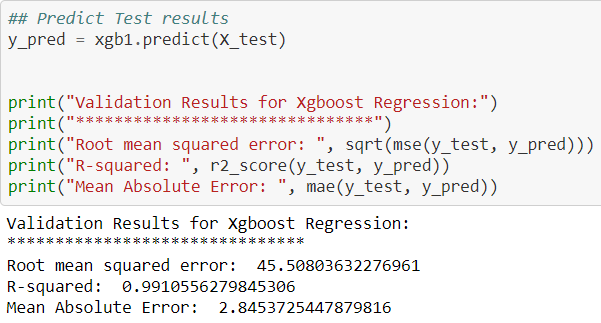 ## Predict Test results
y_pred = xgb1.predict(X_test)
print("Validation Results for Xgboost Regression:")
print("*******************************")
print("Root mean squared error: ", sqrt(mse(y_test, y_pred)))
print("R-squared: ", r2_score(y_test, y_pred))
print("Mean Absolute Error: ", mae(y_test, y_pred))
Validation Results for Xgboost Regression:
*******************************
Root mean squared error:  45.50803632276961
R-squared:  0.9910556279845306
Mean Absolute Error:  2.8453725447879816